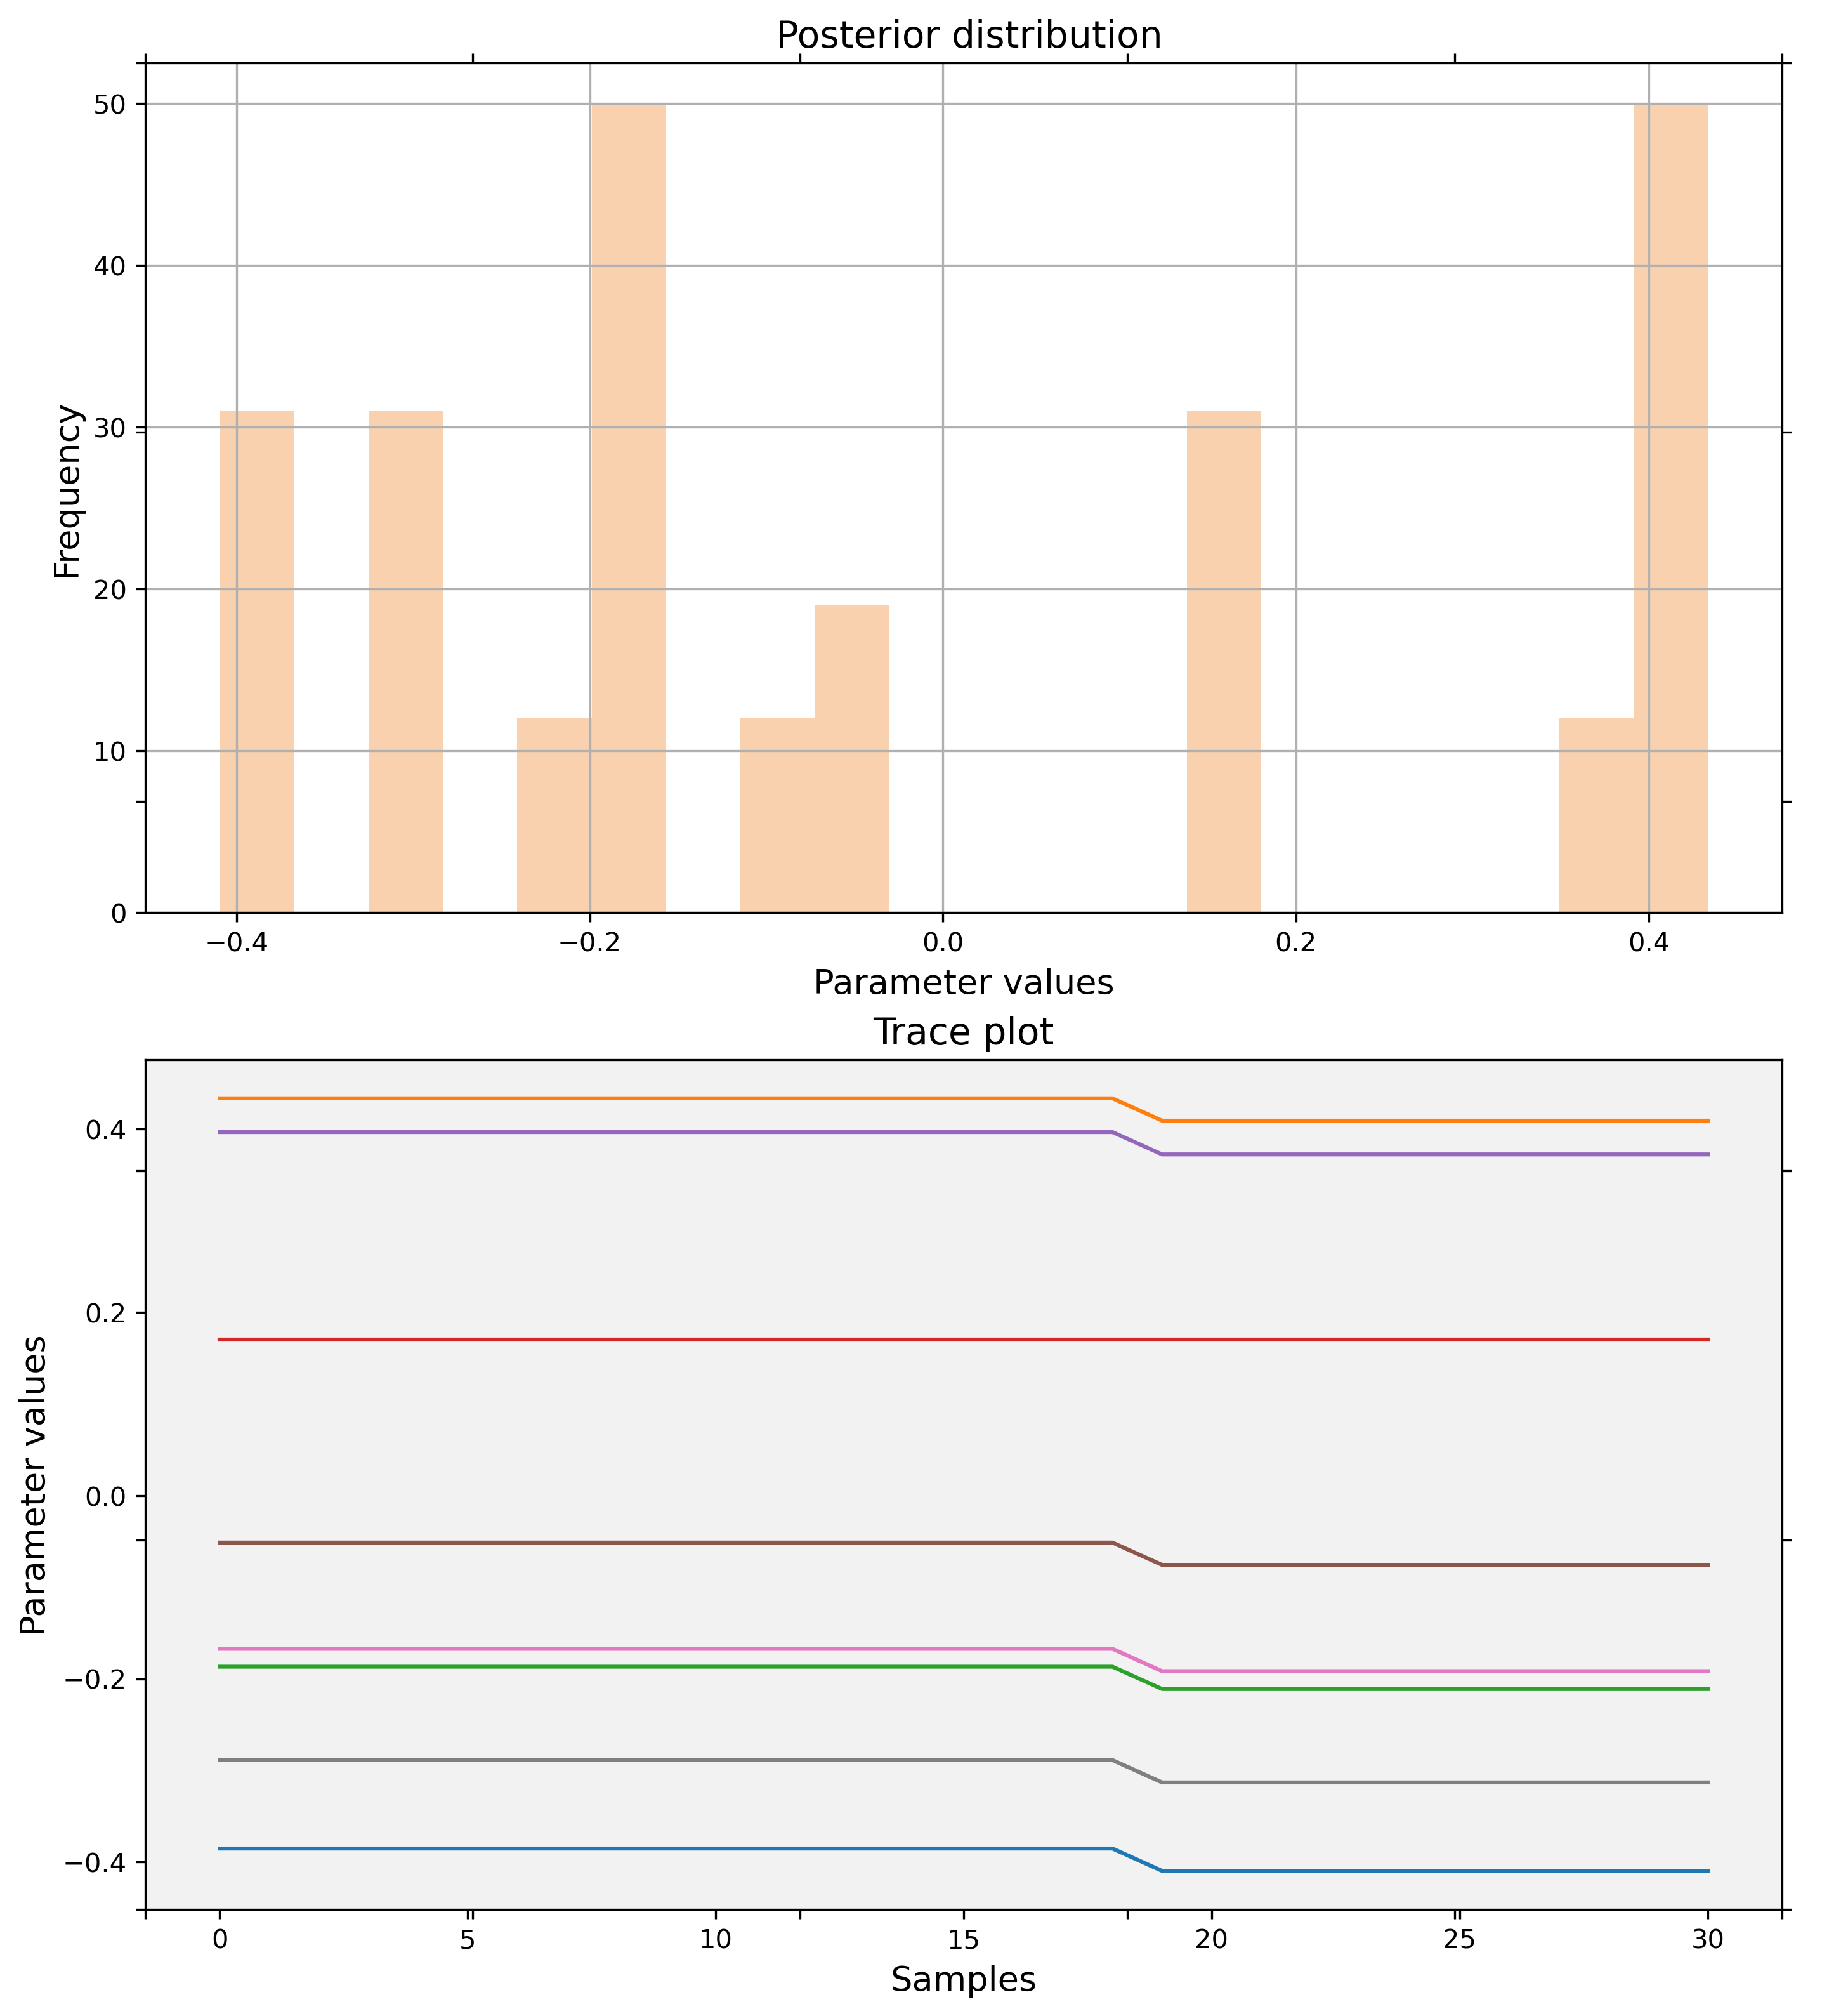 Posterior distribution
50
40
30
20
10
0
Frequency
−0.4 −0.2 0.0 0.2 0.4
Parameter values
Trace plot
0.4
0.2
0.0
−0.2
−0.4
Parameter values
0 5 10 15 20 25 30
Samples